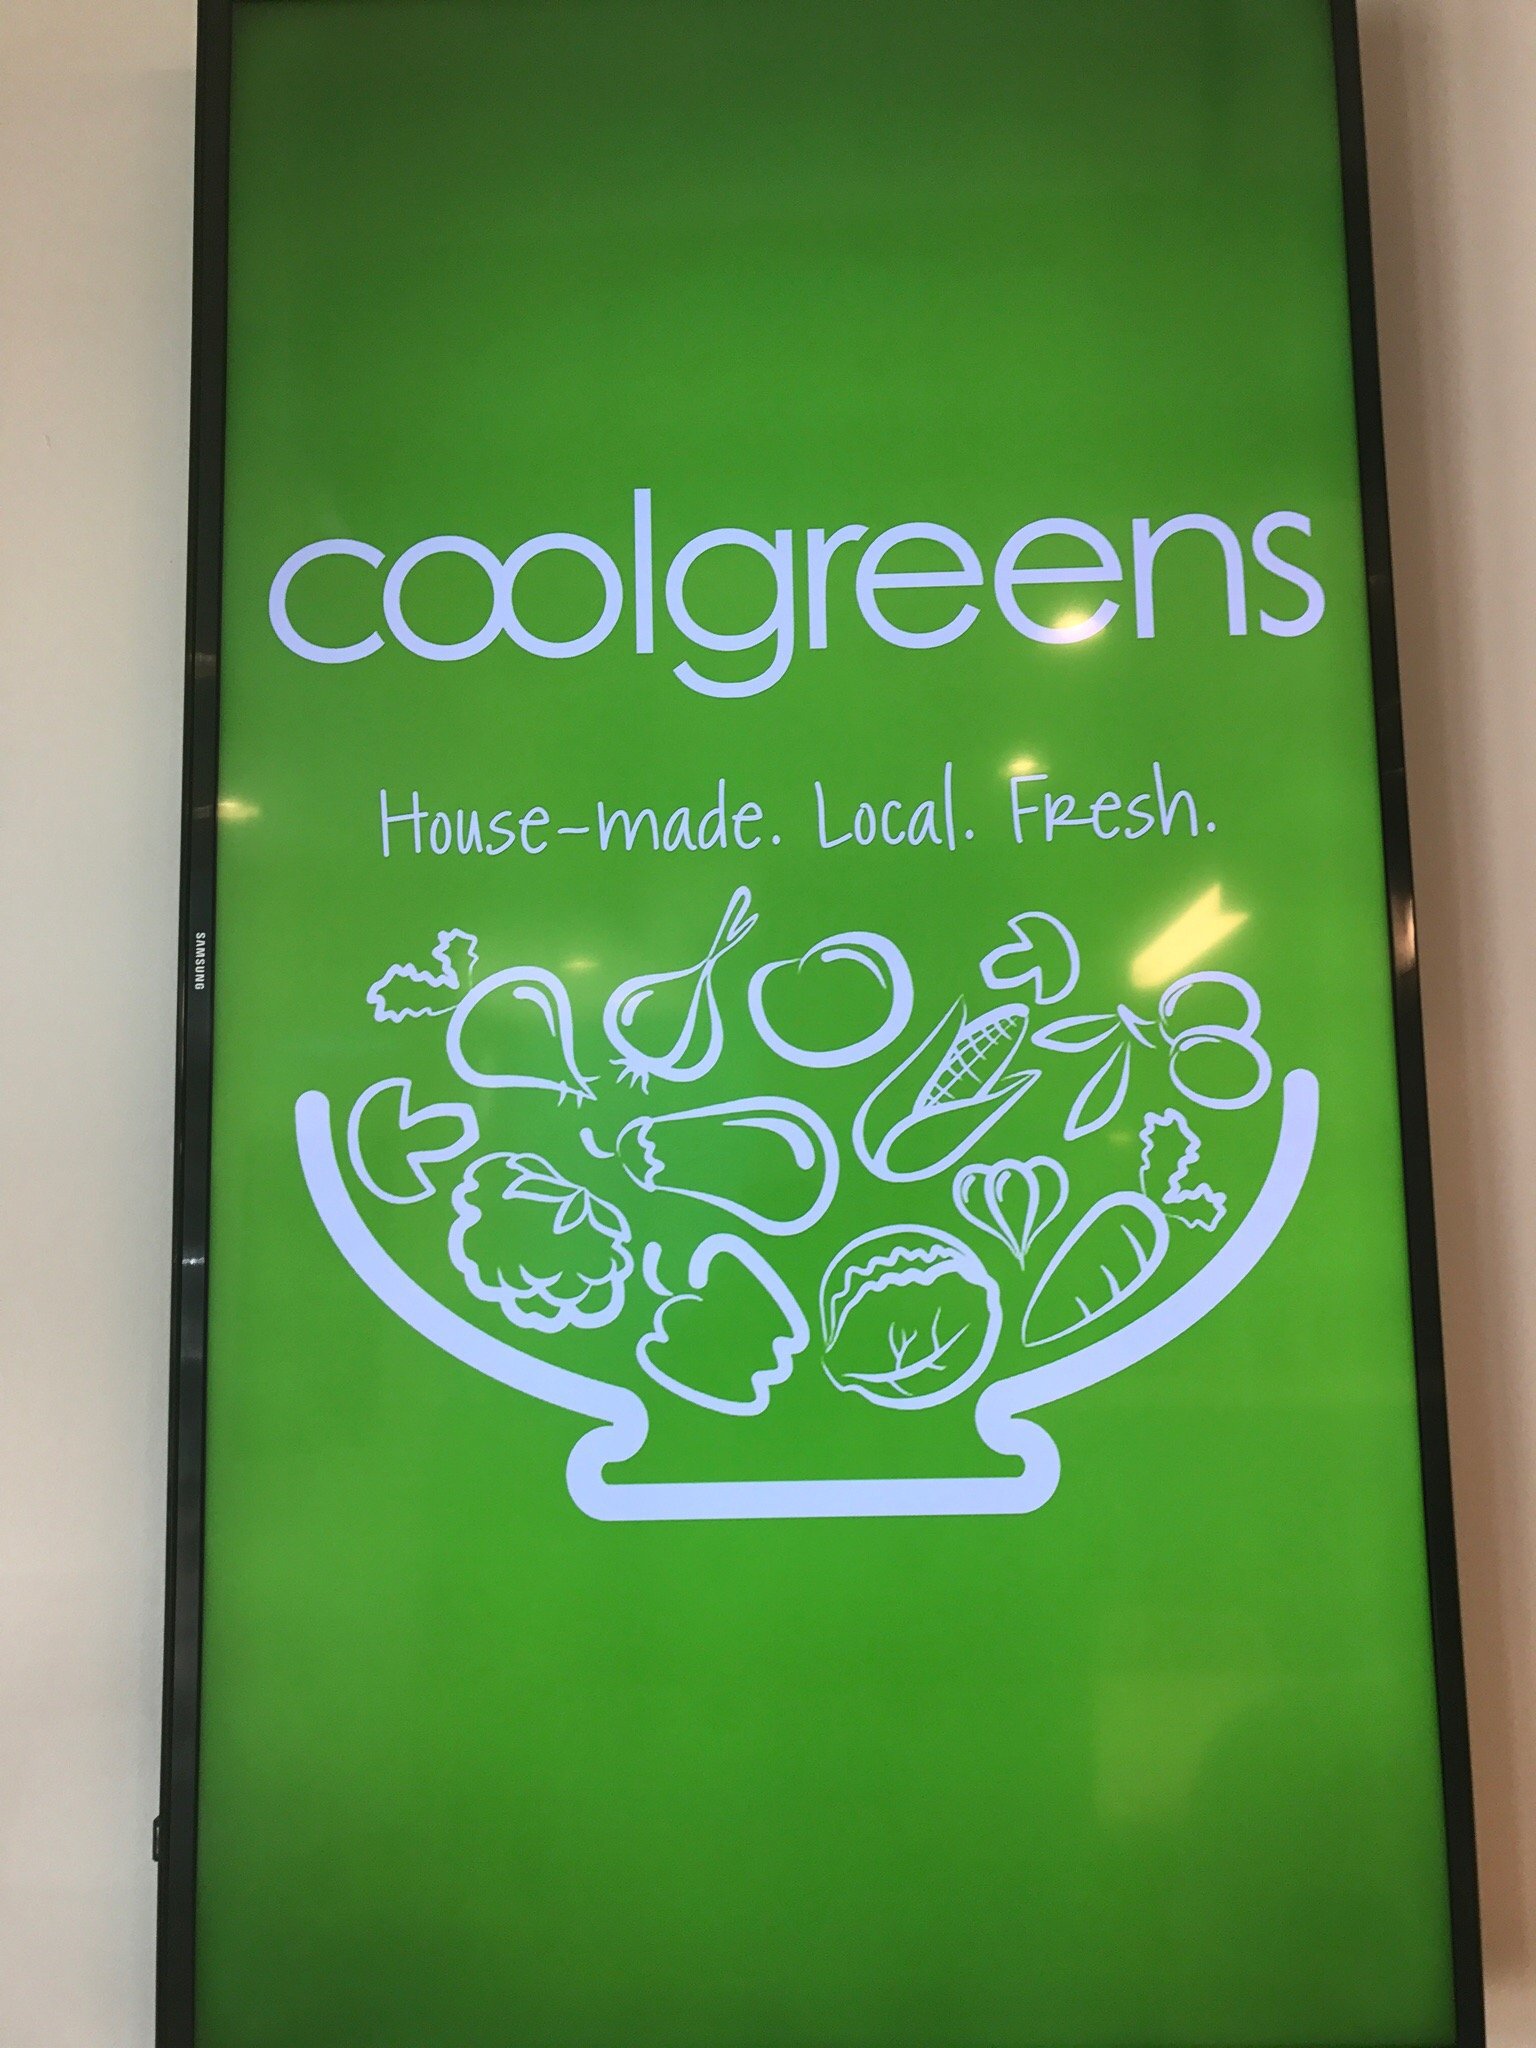 coolgreens
House-made. Local. Fresh.
SAMSUNG